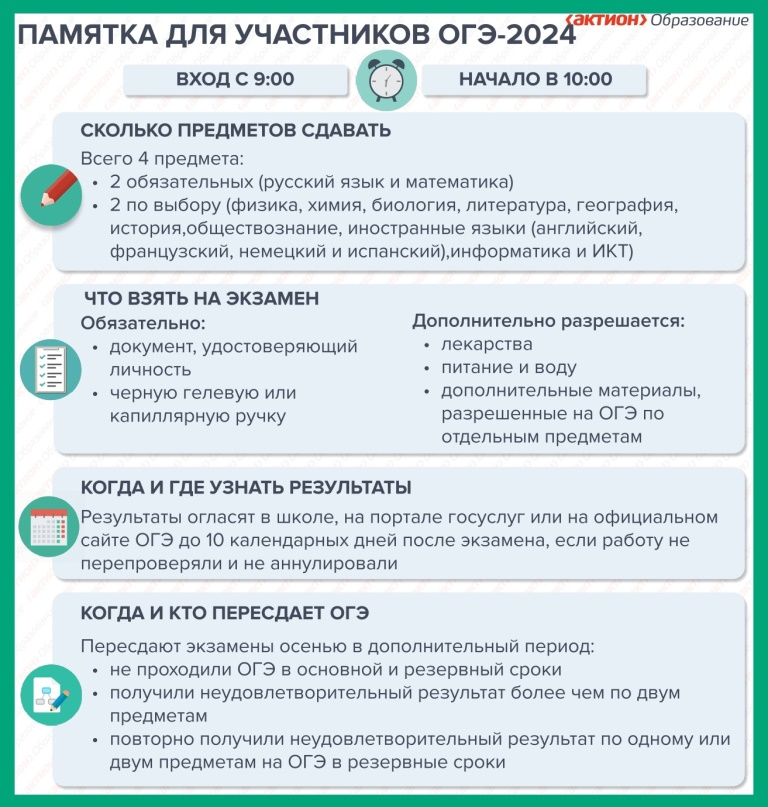 ‹актион› Образование
ПАМЯТКА ДЛЯ УЧАСТНИКОВ ОГЭ-2024
ВХОД С 9:00
НАЧАЛО В 10:00
СКОЛЬКО ПРЕДМЕТОВ СДАВАТЬ
Всего 4 предмета:
• 2 обязательных (русский язык и математика)
• 2 по выбору (физика, химия, биология, литература, география,
история,обществознание, иностранные языки (английский,
французский, немецкий и испанский),информатика и ИКТ)
ЧТО ВЗЯТЬ НА ЭКЗАМЕН
Обязательно:
• документ, удостоверяющий
личность
• черную гелевую или
капиллярную ручку
Дополнительно разрешается:
• лекарства
• питание и воду
• дополнительные материалы,
разрешенные на ОГЭ по
отдельным предметам
КОГДА И ГДЕ УЗНАТЬ РЕЗУЛЬТАТЫ
Результаты огласят в школе, на портале госуслуг или на официальном
сайте ОГЭ до 10 календарных дней после экзамена, если работу не
перепроверяли и не аннулировали
КОГДА И КТО ПЕРЕСДАЕТ ОГЭ
Пересдают экзамены осенью в дополнительный период:
• не проходили ОГЭ в основной и резервный сроки
• получили неудовлетворительный результат более чем по двум
предметам
• повторно получили неудовлетворительный результат по одному или
двум предметам на ОГЭ в резервные сроки